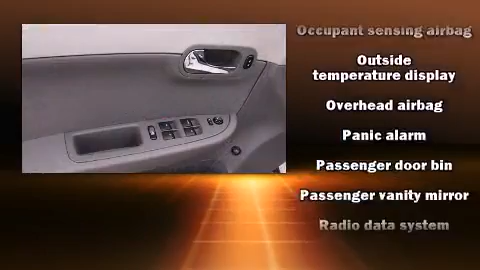 Occupant sensing airbag
Outside
temperature display
Overhead airbag
Panic alarm
Passenger door bin
Passenger vanity mirror
Radio data system